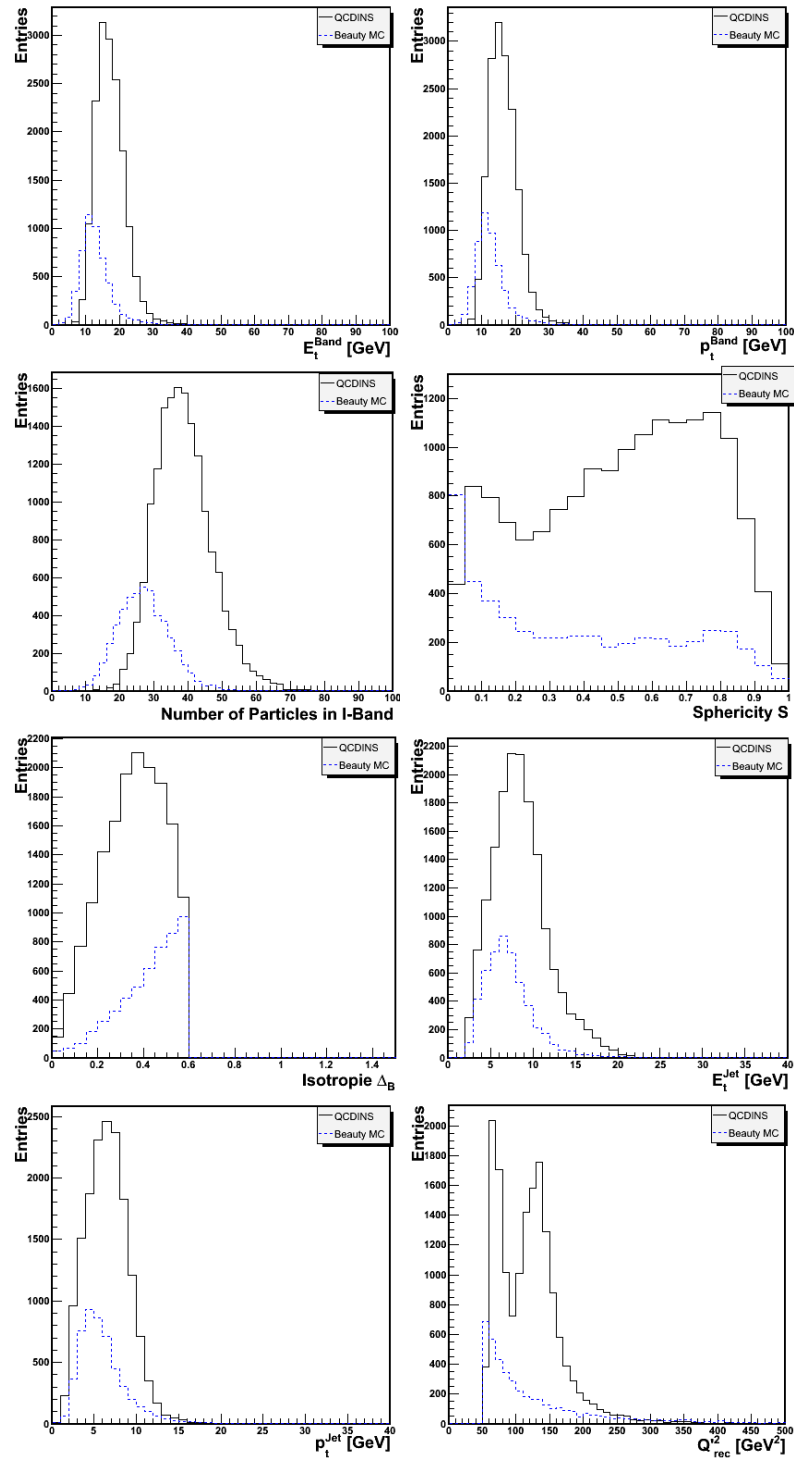 Entries
QCDINS
Beauty MC
3000
2500
2000
1500
1000
500
0
0 10 20 30 40 50 60 70 80 90 100
E_t^Band [GeV]
Entries
QCDINS
Beauty MC
3000
2500
2000
1500
1000
500
0
0 10 20 30 40 50 60 70 80 90 100
p_t^Band [GeV]
Entries
QCDINS
Beauty MC
1600
1400
1200
1000
800
600
400
200
0
0 10 20 30 40 50 60 70 80 90 100
Number of Particles in I-Band
Entries
QCDINS
Beauty MC
1200
1000
800
600
400
200
0
0 0.1 0.2 0.3 0.4 0.5 0.6 0.7 0.8 0.9 1
Sphericity S
Entries
QCDINS
Beauty MC
2200
2000
1800
1600
1400
1200
1000
800
600
400
200
0
0 0.2 0.4 0.6 0.8 1 1.2 1.4
Isotropie Δ_B
Entries
QCDINS
Beauty MC
2200
2000
1800
1600
1400
1200
1000
800
600
400
200
0
0 5 10 15 20 25 30 35 40
E_t^Jet [GeV]
Entries
QCDINS
Beauty MC
2500
2000
1500
1000
500
0
0 5 10 15 20 25 30 35 40
p_t^Jet [GeV]
Entries
QCDINS
Beauty MC
2000
1800
1600
1400
1200
1000
800
600
400
200
0
0 50 100 150 200 250 300 350 400 450 500
Q'^2_rec [GeV^2]